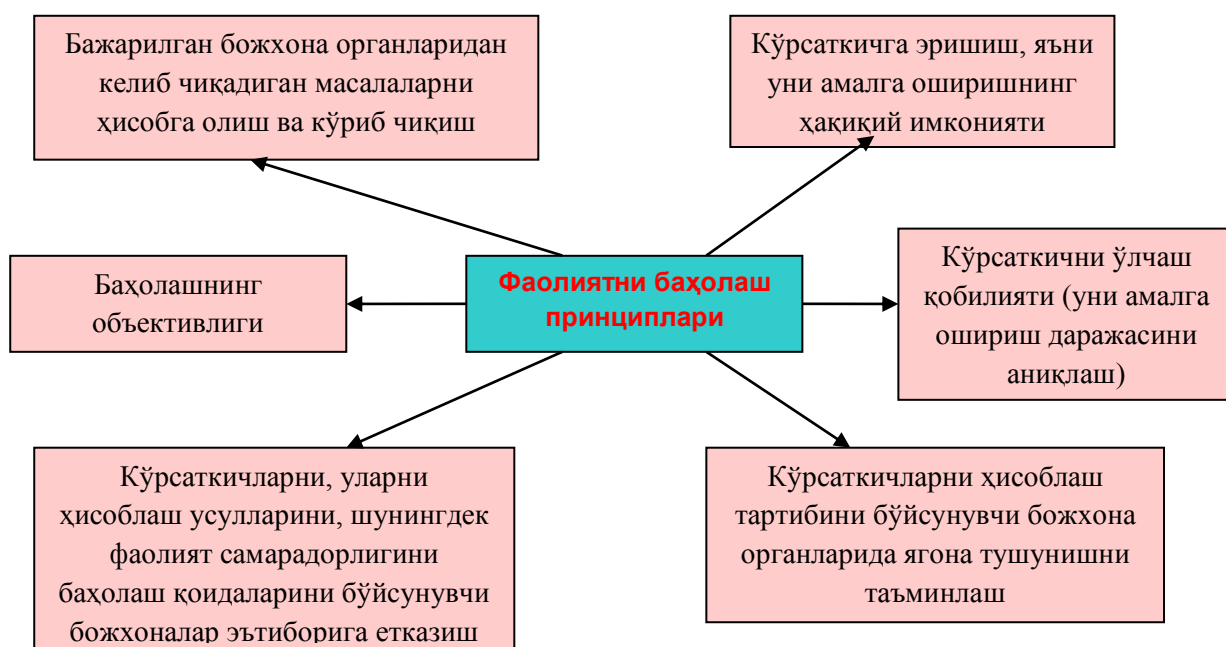 Бажарилган божхона органларидан
келиб чиқадиган масалаларни
ҳисобга олиш ва кўриб чиқиш
Кўрсаткичга эришиш, яъни
уни амалга оширишнинг
ҳақиқий имконияти
Баҳолашнинг
объективлиги
Фаолиятни баҳолаш
принциплари
Кўрсаткични ўлчаш
қобилияти (уни амалга
ошириш даражасини
аниқлаш)
Кўрсаткичларни, уларни
ҳисоблаш усулларини, шунингдек
фаолият самарадорлигини
баҳолаш қоидаларини бўйсунувчи
божхоналар эътиборига етказиш
Кўрсаткичларни ҳисоблаш
тартибини бўйсунувчи божхона
органларида ягона тушунишни
таъминлаш